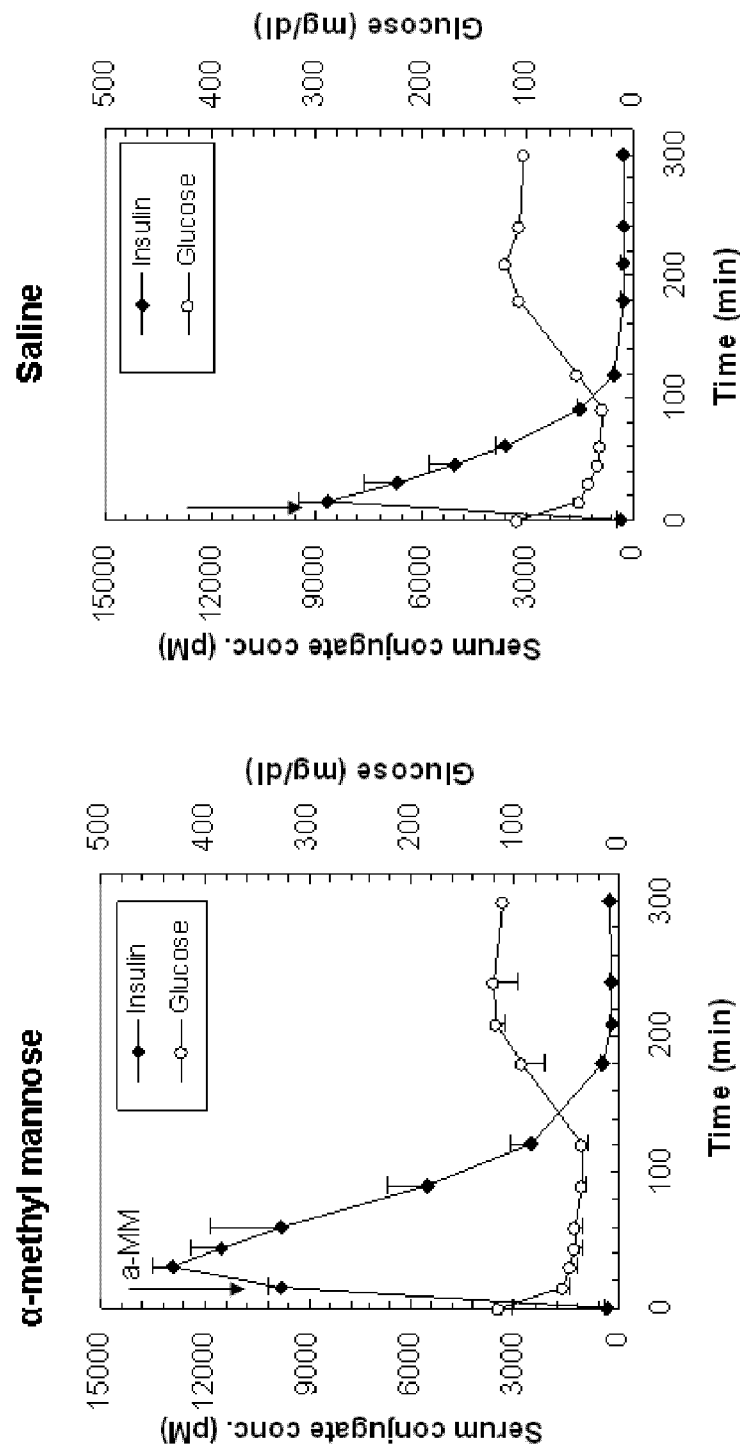 α-methyl mannose
Serum conjugate conc. (pM)
15000
12000
9000
6000
3000
0
a-MM
Insulin
Glucose
500
400
300
200
100
0
Glucose (mg/dl)
0
100
200
300
Time (min)
Saline
Serum conjugate conc. (pM)
15000
12000
9000
6000
3000
0
Insulin
Glucose
500
400
300
200
100
0
Glucose (mg/dl)
0
100
200
300
Time (min)